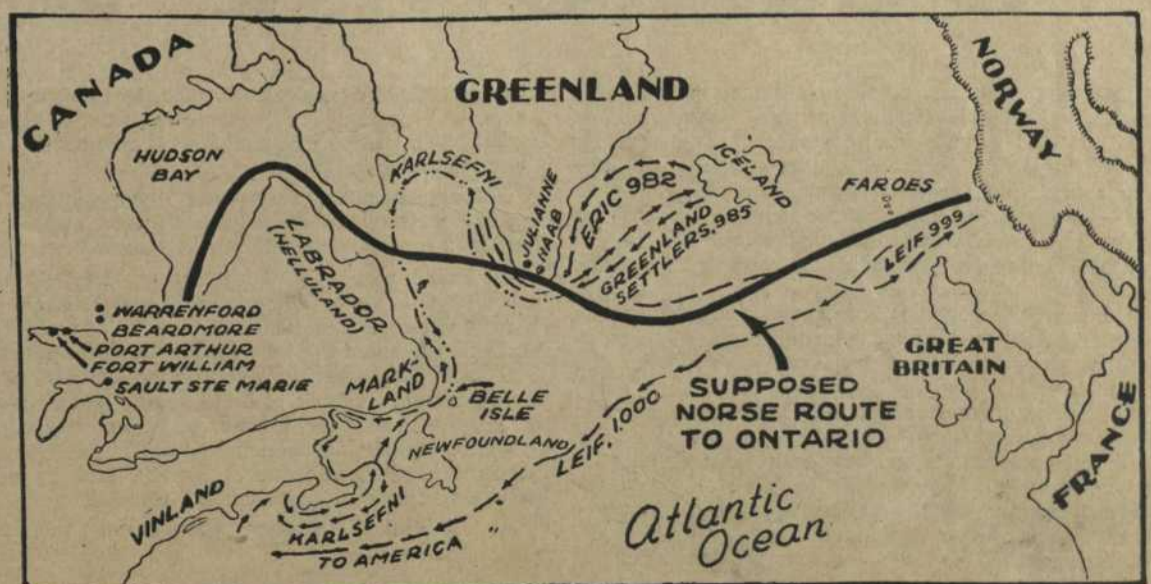 CANADA
GREENLAND
NORWAY
HUDSON
BAY
KARLSEFNI
ICELAND
FAROES
JULIANNE
HAAB
ERIC 982
GREENLAND
SETTLERS, 985
LEIF 999
LABRADOR
(HELLULAND)
WARRENFORD
BEARDMORE
PORT ARTHUR
FORT WILLIAM
SAULT STE MARIE
MARK-
LAND
BELLE
ISLE
NEWFOUNDLAND
GREAT
BRITAIN
SUPPOSED
NORSE ROUTE
TO ONTARIO
LEIF, 1000
FRANCE
VINLAND
KARLSEFNI
TO AMERICA
Atlantic
Ocean